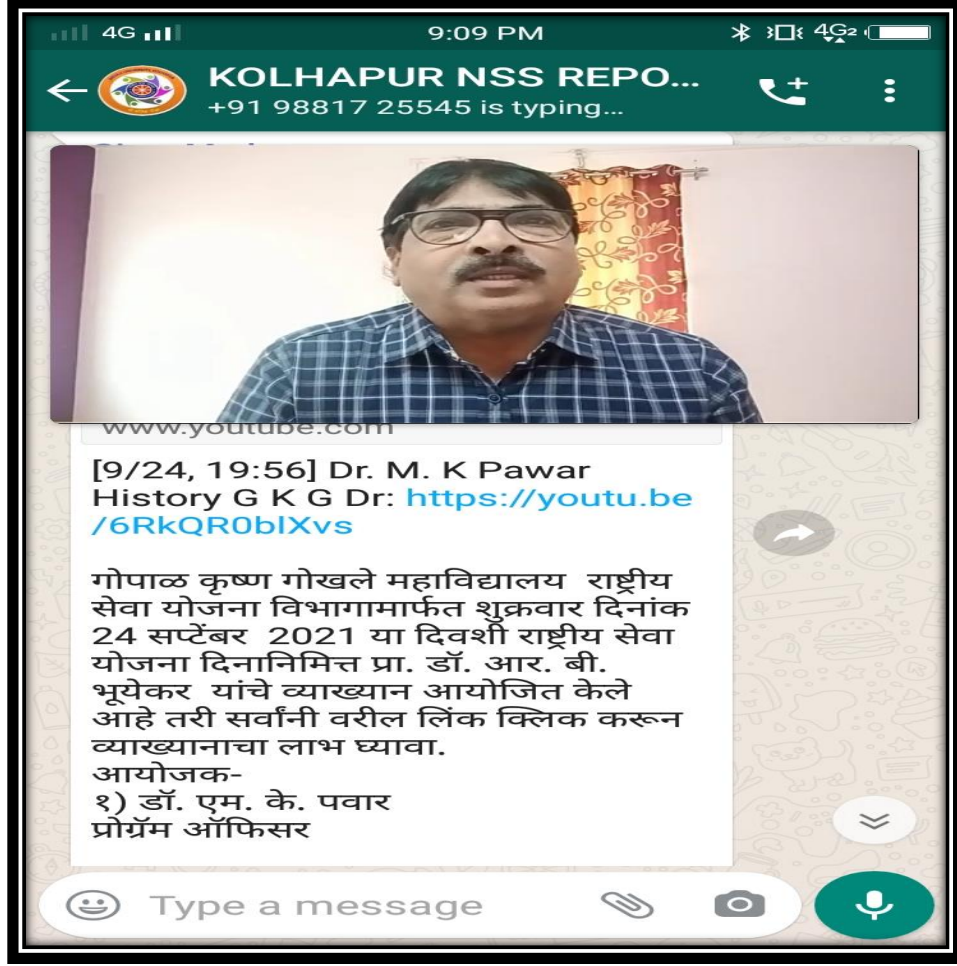 4G
9:09 PM
4G2
KOLHAPUR NSS REPO...
+91 98817 25545 is typing...
www.youtube.com
[9/24, 19:56] Dr. M. K Pawar
History G K G Dr: https://youtu.be
/6RkQR0blXvs
गोपाळ कृष्ण गोखले महाविद्यालय राष्ट्रीय
सेवा योजना विभागामार्फत शुक्रवार दिनांक
24 सप्टेंबर 2021 या दिवशी राष्ट्रीय सेवा
योजना दिनानिमित्त प्रा. डॉ. आर. बी.
भूयेकर यांचे व्याख्यान आयोजित केले
आहे तरी सर्वांनी वरील लिंक क्लिक करून
व्याख्यानाचा लाभ घ्यावा.
आयोजक-
१) डॉ. एम. के. पवार
प्रोग्रॅम ऑफिसर
Type a message